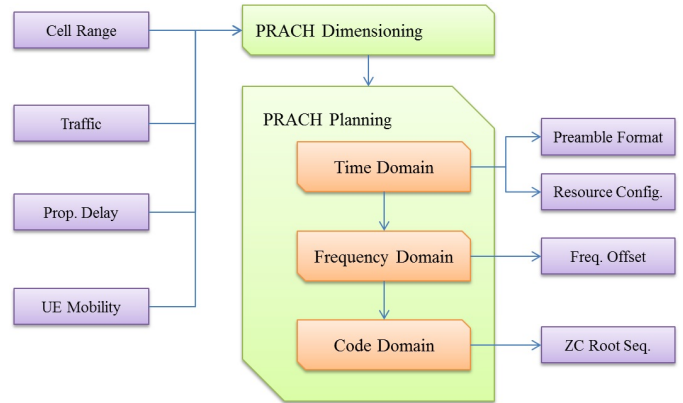 Cell Range
PRACH Dimensioning
Traffic
Prop. Delay
UE Mobility
PRACH Planning
Time Domain
Preamble Format
Resource Config.
Frequency Domain
Freq. Offset
Code Domain
ZC Root Seq.